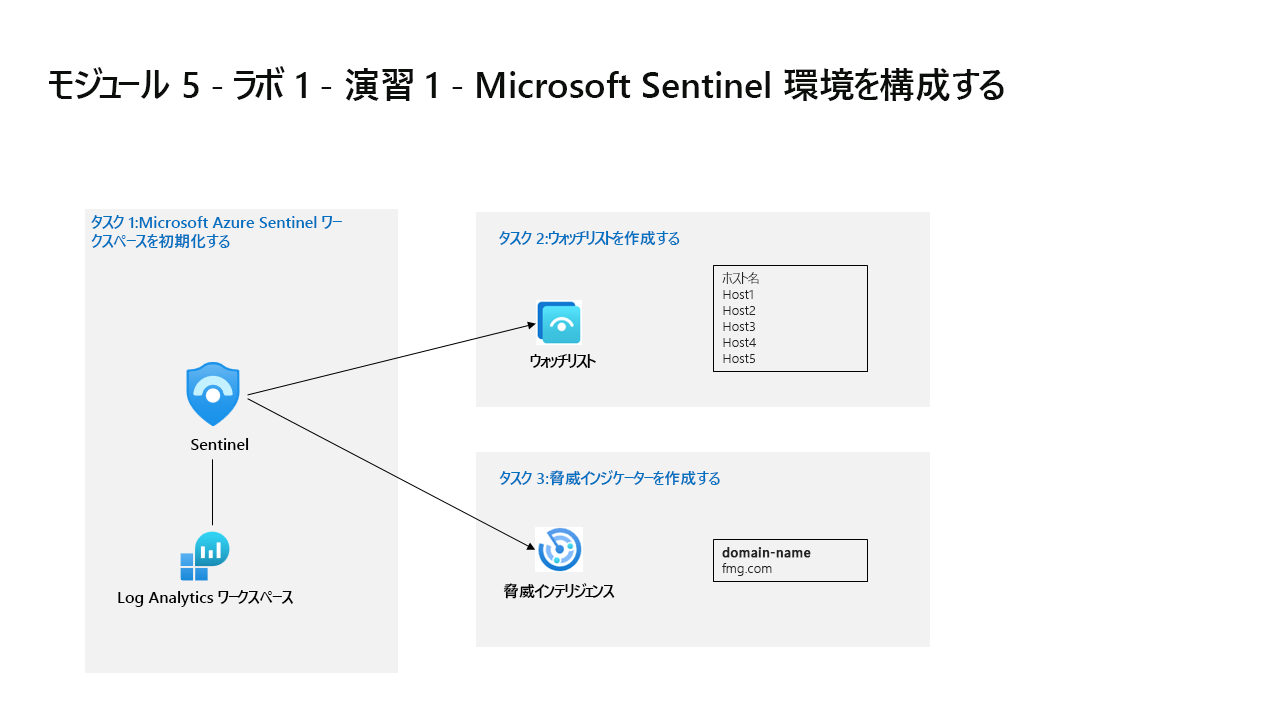 モジュール 5 - ラボ 1 - 演習 1 - Microsoft Sentinel 環境を構成する
タスク 1:Microsoft Azure Sentinel ワー
クスペースを初期化する
Sentinel
Log Analytics ワークスペース
タスク 2:ウォッチリストを作成する
ウォッチリスト
ホスト名
Host1
Host2
Host3
Host4
Host5
タスク 3:脅威インジケーターを作成する
脅威インテリジェンス
domain-name
fmg.com